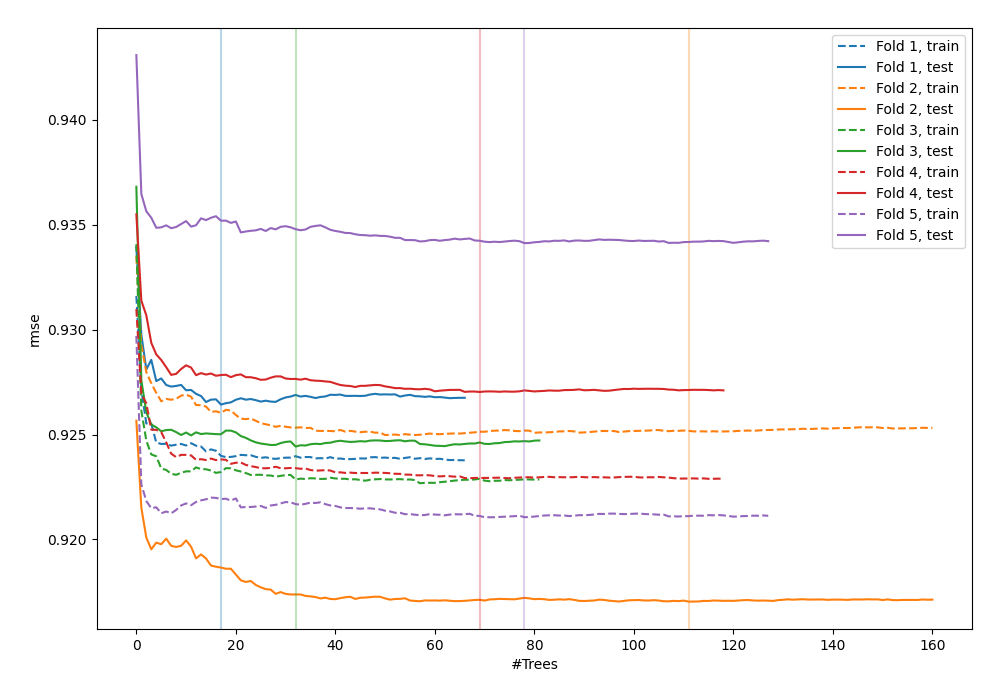 Fold 1, train
Fold 1, test
Fold 2, train
Fold 2, test
Fold 3, train
Fold 3, test
Fold 4, train
Fold 4, test
Fold 5, train
Fold 5, test
0.940
0.935
0.930
0.925
0.920
rmse
0 20 40 60 80 100 120 140 160
#Trees